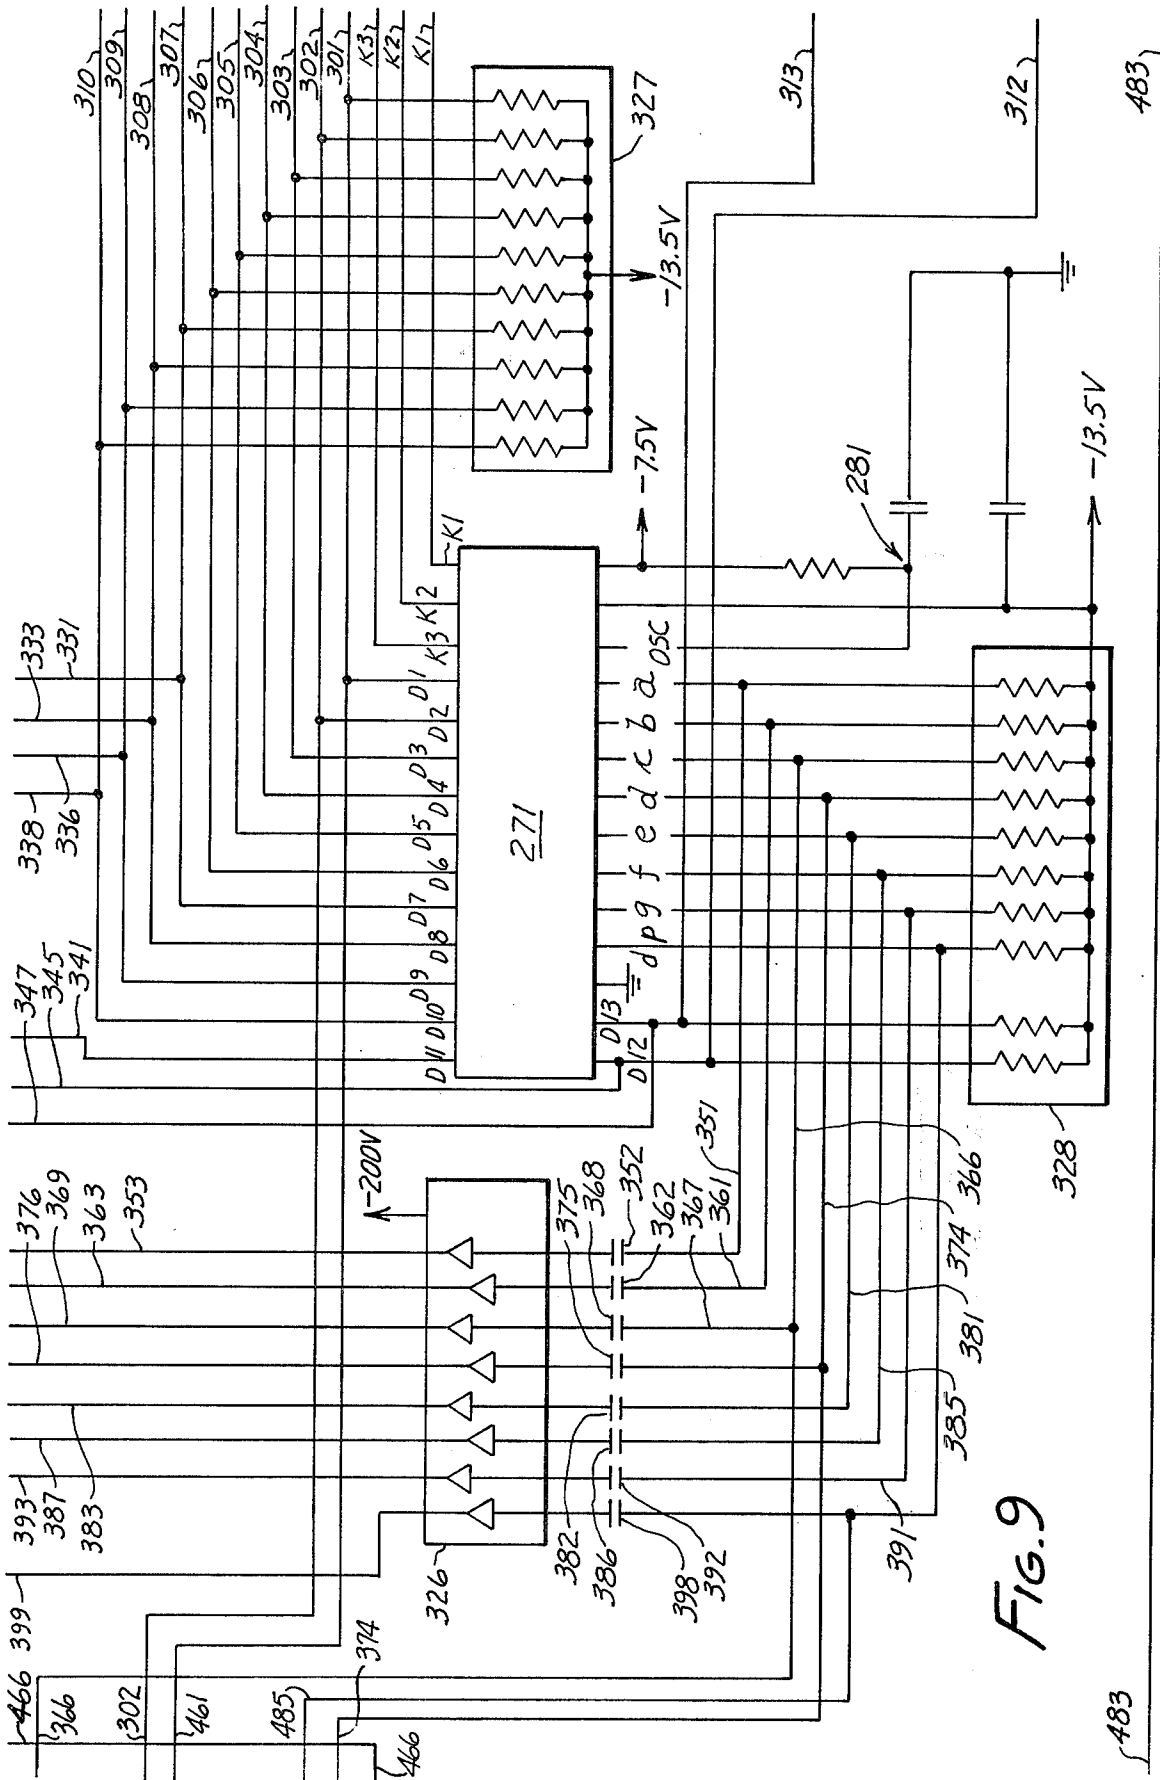 310
309
308
307
306
305
304
303
302
301
K3
K2
K1
327
-13.5V
313
312
483
333
331
338
336
347
345
341
D11
D10
D9
D8
D7
D6
D5
D4
D3
D2
D1
K3
K2
K1
271
D12
D13
dp
g
f
e
d
c
b
a
OSC
-7.5V
281
-13.5V
328
376
369
363
353
-200V
393
387
383
399
326
375
368
352
362
367
361
351
382
386
398
392
391
385
381
374
366
466
366
302
461
485
374
466
483
FIG. 9